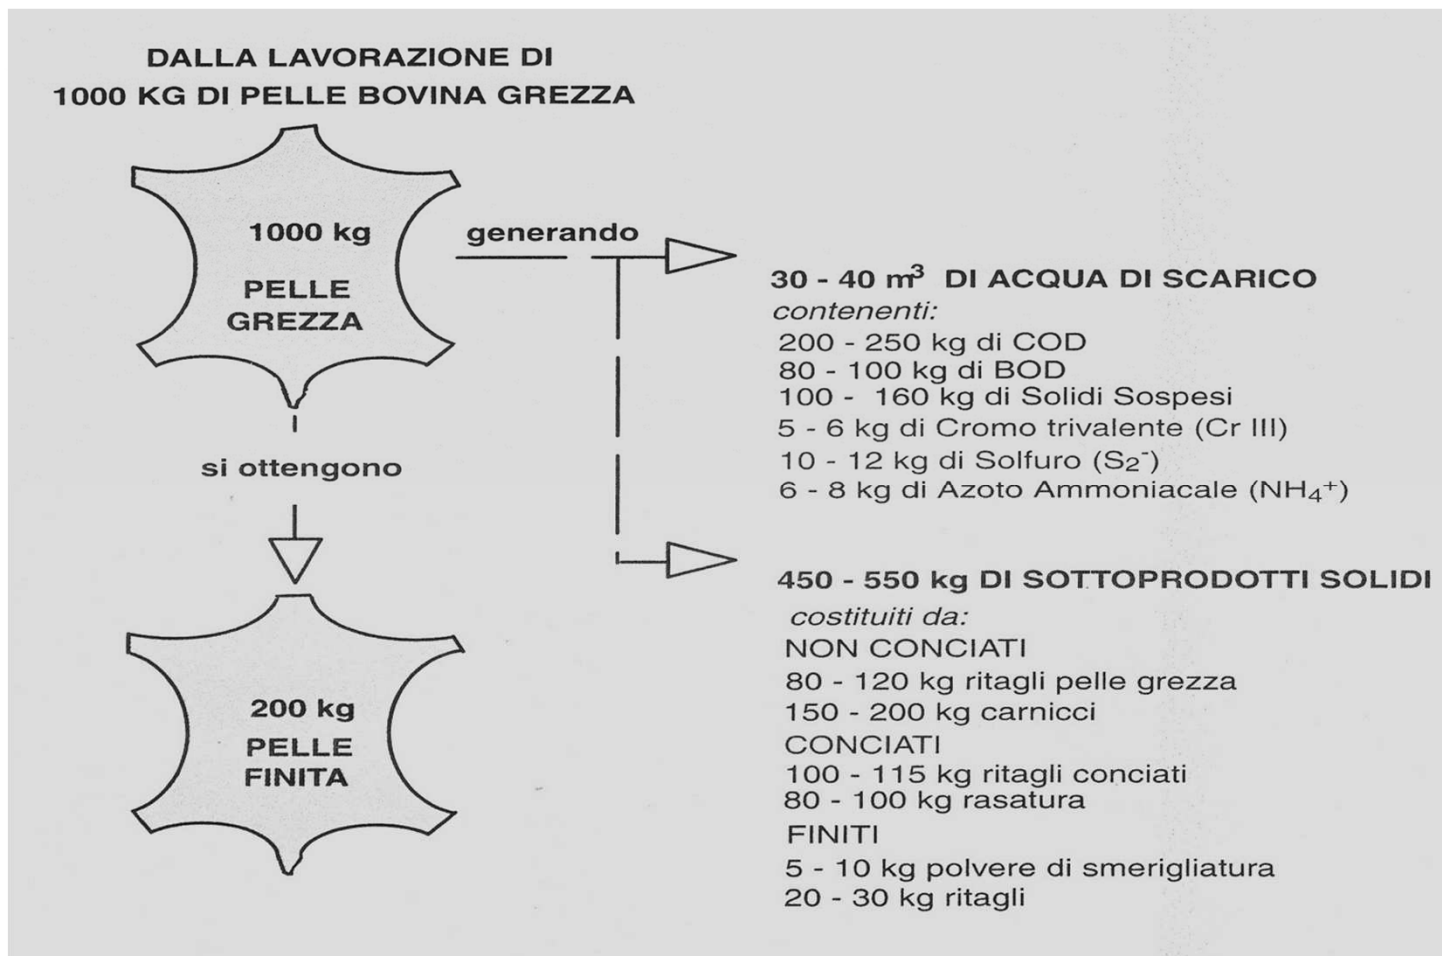 DALLA LAVORAZIONE DI
1000 KG DI PELLE BOVINA GREZZA
1000 kg
PELLE
GREZZA
generando
si ottengono
200 kg
PELLE
FINITA
30 - 40 m³ DI ACQUA DI SCARICO
contenenti:
200 - 250 kg di COD
80 - 100 kg di BOD
100 - 160 kg di Solidi Sospesi
5 - 6 kg di Cromo trivalente (Cr III)
10 - 12 kg di Solfuro (S₂⁻)
6 - 8 kg di Azoto Ammoniacale (NH₄⁺)
450 - 550 kg DI SOTTOPRODOTTI SOLIDI
costituiti da:
NON CONCIATI
80 - 120 kg ritagli pelle grezza
150 - 200 kg carnicci
CONCIATI
100 - 115 kg ritagli conciati
80 - 100 kg rasatura
FINITI
5 - 10 kg polvere di smerigliatura
20 - 30 kg ritagli